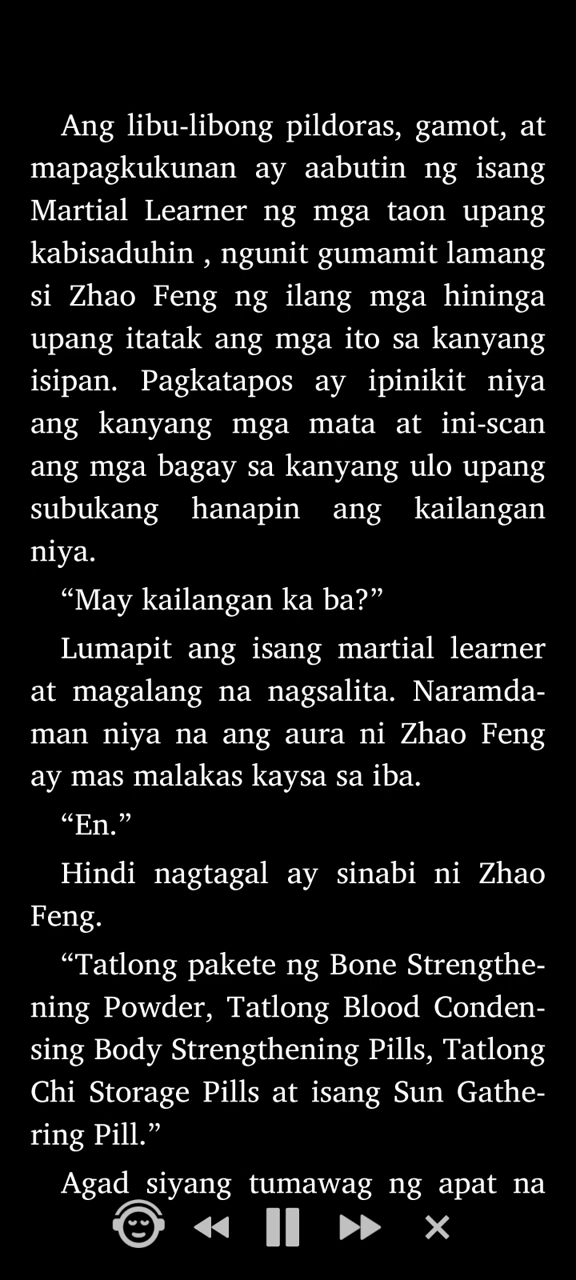 Ang libu-libong pildoras, gamot, at
mapagkukunan ay aabutin ng isang
Martial Learner ng mga taon upang
kabisaduhin , ngunit gumamit lamang
si Zhao Feng ng ilang mga hininga
upang itatak ang mga ito sa kanyang
isipan. Pagkatapos ay ipinikit niya
ang kanyang mga mata at ini-scan
ang mga bagay sa kanyang ulo upang
subukang hanapin ang kailangan
niya.
“May kailangan ka ba?”
Lumapit ang isang martial learner
at magalang na nagsalita. Naramda-
man niya na ang aura ni Zhao Feng
ay mas malakas kaysa sa iba.
“En.”
Hindi nagtagal ay sinabi ni Zhao
Feng.
“Tatlong pakete ng Bone Strengthe-
ning Powder, Tatlong Blood Conden-
sing Body Strengthening Pills, Tatlong
Chi Storage Pills at isang Sun Gathe-
ring Pill.”
Agad siyang tumawag ng apat na